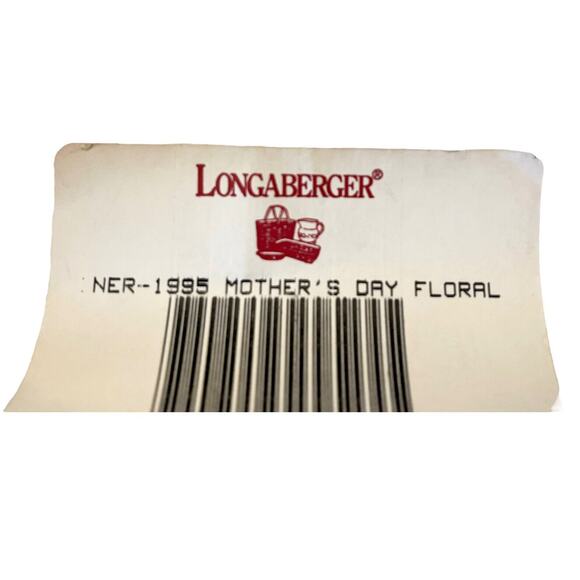 LONGABERGER®
NER--1995 MOTHER'S DAY FLORAL